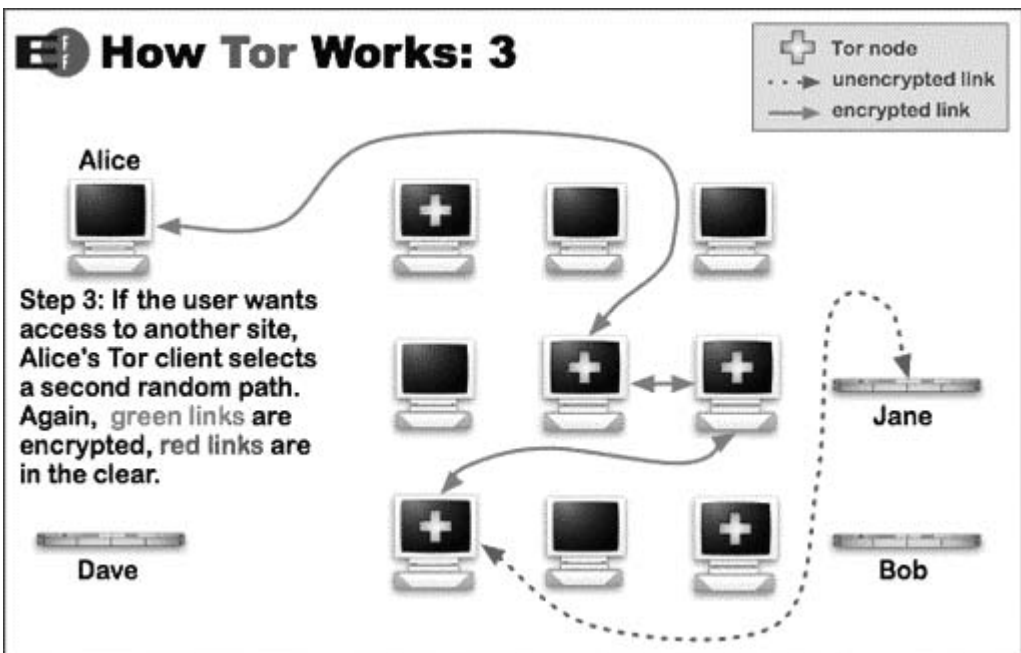 EFF How Tor Works: 3
Tor node
unencrypted link
encrypted link
Alice
Step 3: If the user wants
access to another site,
Alice's Tor client selects
a second random path.
Again, green links are
encrypted, red links are
in the clear.
Jane
Dave
Bob